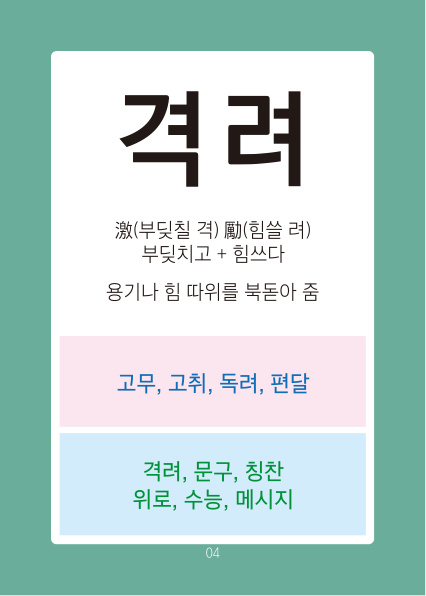 격려
激(부딪칠 격) 勵(힘쓸 려)
부딪치고 + 힘쓰다
용기나 힘 따위를 북돋아 줌
고무, 고취, 독려, 편달
격려, 문구, 칭찬
위로, 수능, 메시지
04